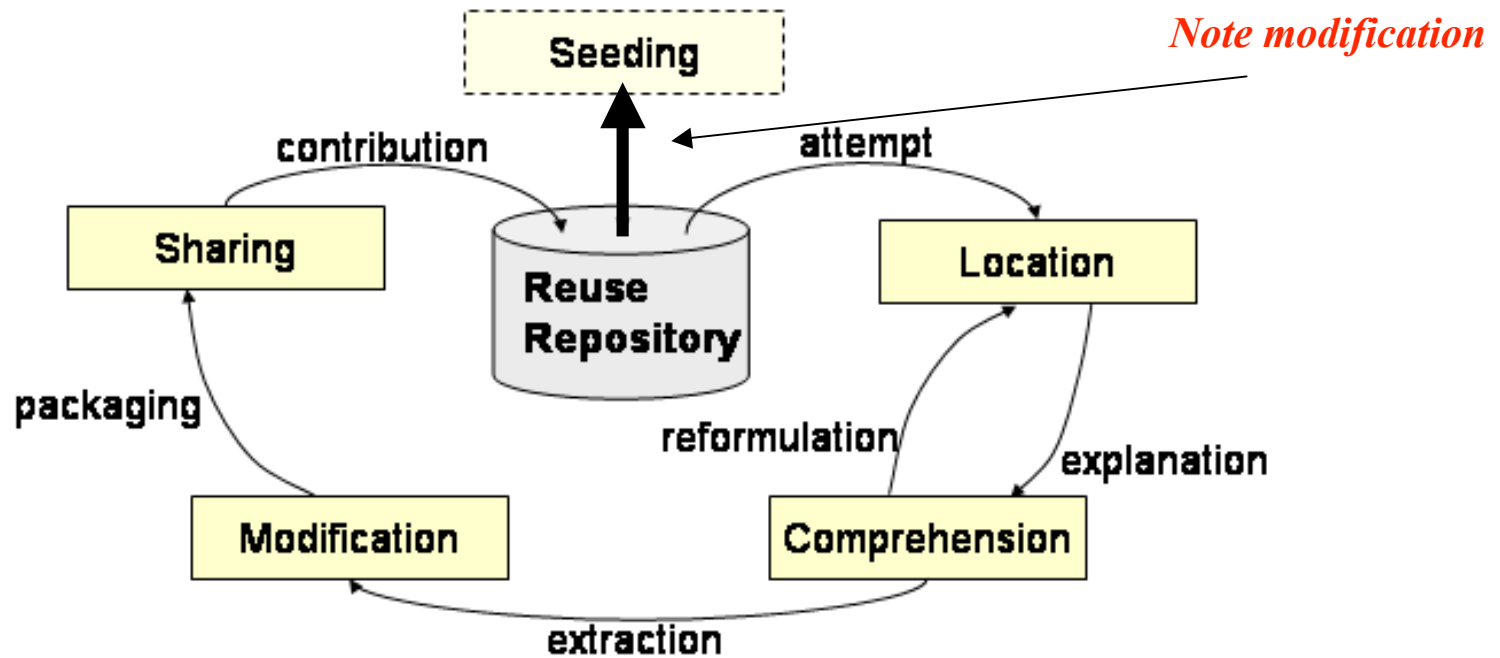 Note modification
Seeding
contribution
attempt
Sharing
Location
Reuse
Repository
packaging
reformulation
explanation
Modification
Comprehension
extraction